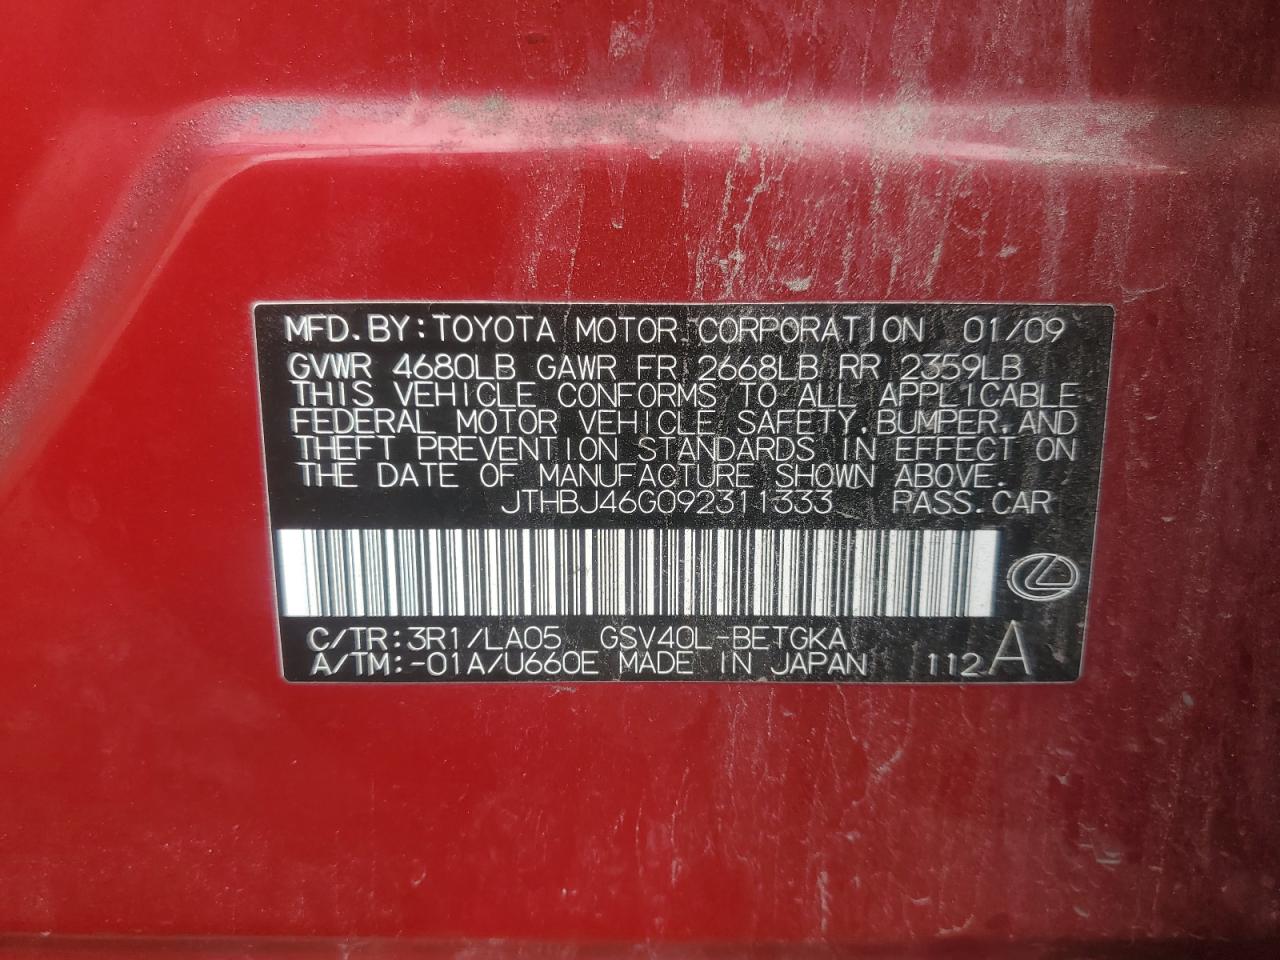 MFD.BY:TOYOTA MOTOR CORPORATION 01/09
GVWR 4680LB GAWR FR 2668LB RR 2359LB
THIS VEHICLE CONFORMS TO ALL APPLICABLE
FEDERAL MOTOR VEHICLE SAFETY,BUMPER,AND
THEFT PREVENTION STANDARDS IN EFFECT ON
THE DATE OF MANUFACTURE SHOWN ABOVE.
JTHBJ46G092311333 PASS.CAR
C/TR:3R1/LA05 GSV40L-BETGKA
A/TM:-01A/U660E MADE IN JAPAN 112A